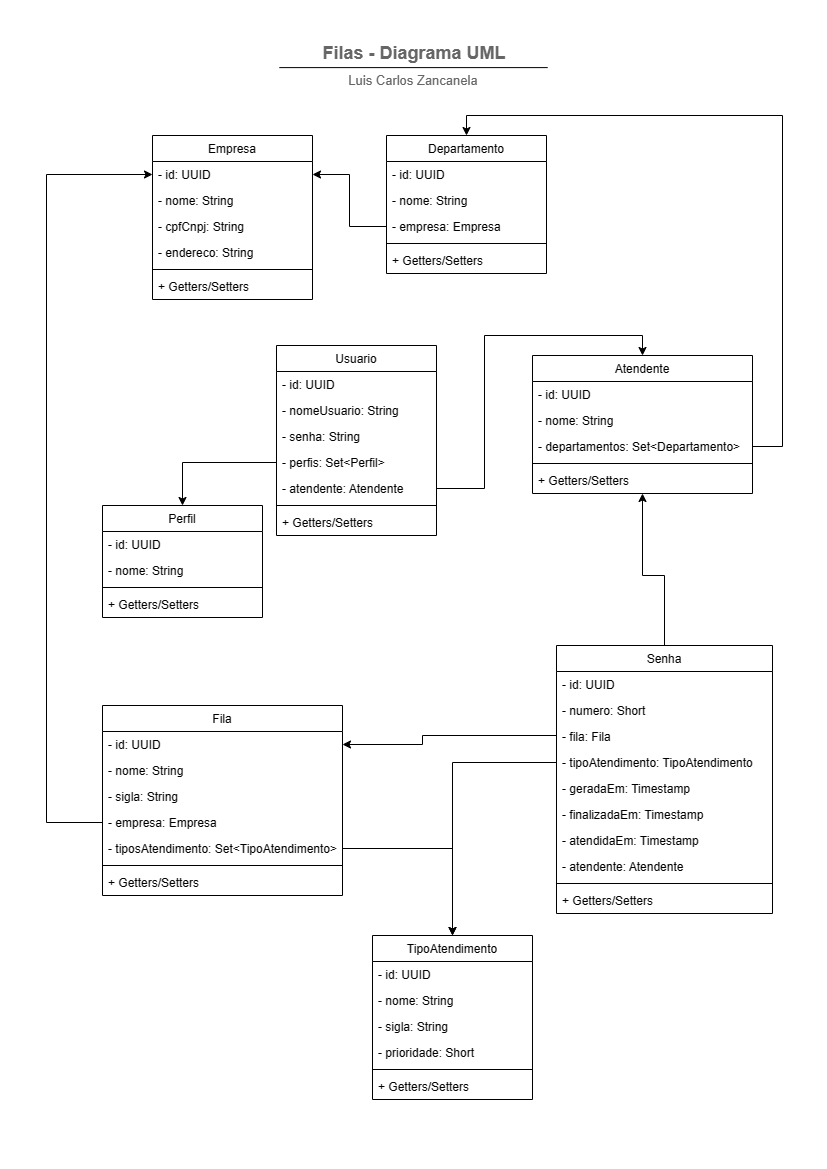 Filas - Diagrama UML
Luis Carlos Zancanela
Empresa
- id: UUID
- nome: String
- cpfCnpj: String
- endereco: String
+ Getters/Setters
Departamento
- id: UUID
- nome: String
- empresa: Empresa
+ Getters/Setters
Usuario
- id: UUID
- nomeUsuario: String
- senha: String
- perfis: Set<Perfil>
- atendente: Atendente
+ Getters/Setters
Atendente
- id: UUID
- nome: String
- departamentos: Set<Departamento>
+ Getters/Setters
Perfil
- id: UUID
- nome: String
+ Getters/Setters
Senha
- id: UUID
- numero: Short
- fila: Fila
- tipoAtendimento: TipoAtendimento
- geradaEm: Timestamp
- finalizadaEm: Timestamp
- atendidaEm: Timestamp
- atendente: Atendente
+ Getters/Setters
Fila
- id: UUID
- nome: String
- sigla: String
- empresa: Empresa
- tiposAtendimento: Set<TipoAtendimento>
+ Getters/Setters
TipoAtendimento
- id: UUID
- nome: String
- sigla: String
- prioridade: Short
+ Getters/Setters